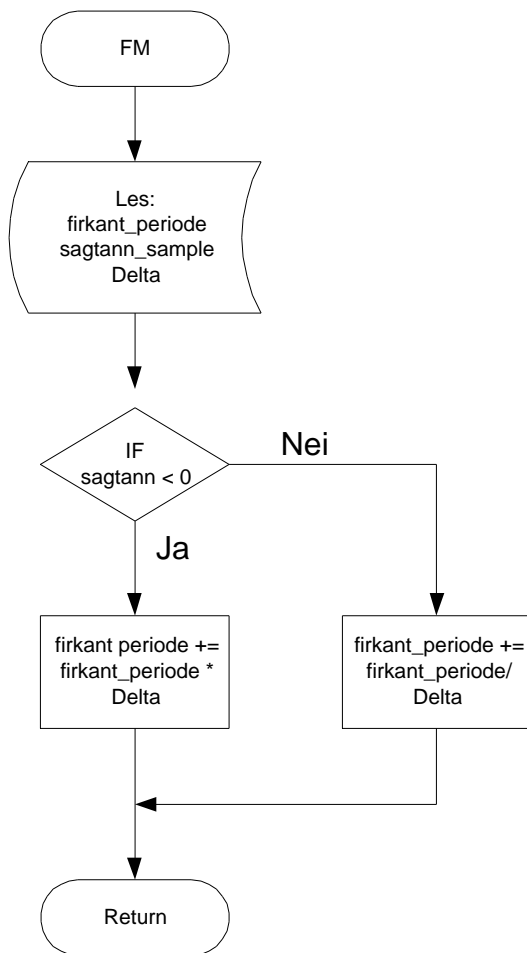 FM
Les:
firkant_periode
sagtann_sample
Delta
IF
sagtann < 0
Nei
Ja
firkant periode +=
firkant_periode *
Delta
firkant_periode +=
firkant_periode/
Delta
Return